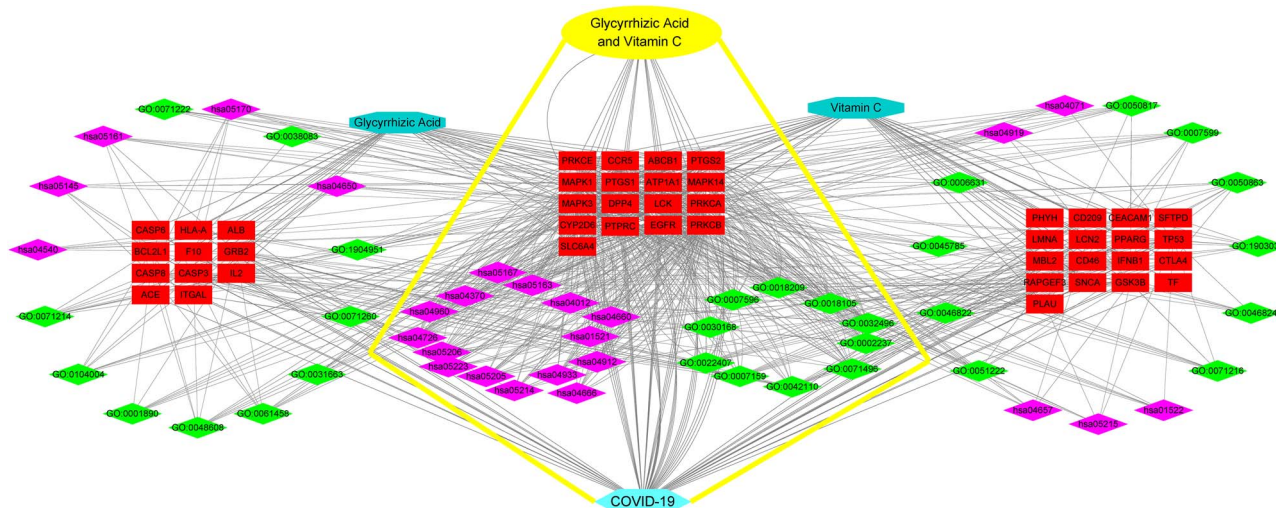 Glycyrrhizic Acid
and Vitamin C
Glycyrrhizic Acid
Vitamin C
GO:0071222
hsa05170
hsa05161
GO:0038083
hsa05145
hsa04650
hsa04540
GO:1904951
GO:0071214
GO:0071260
GO:0104004
GO:0031663
GO:0001890
GO:0048608
GO:0061458
CASP6 HLA-A ALB
BCL2L1 F10 GRB2
CASP8 CASP3 IL2
ACE ITGAL
PRKCE CCR5 ABCB1 PTGS2
MAPK1 PTGS1 ATP1A1 MAPK14
MAPK3 DPP4 LCK PRKCA
CYP2D6 PTPRC EGFR PRKCB
SLC6A4
hsa05167
hsa05163
hsa04370
hsa04012
hsa04960
hsa04660
hsa04726
hsa01521
hsa05206
hsa05223
hsa04912
hsa05205
hsa04933
hsa05214
hsa04666
GO:0018209
GO:0007596
GO:0018105
GO:0030168
GO:0032496
GO:0002237
GO:0022407
GO:0071496
GO:0007159
GO:0042110
hsa04071
GO:0050817
hsa04919
GO:0007599
GO:0006631
GO:0050863
GO:0045785
GO:0046822
GO:0046824
GO:0051222
GO:0071216
hsa04657
hsa05215
hsa01522
PHYH CD209 CEACAM1 SFTPD
LMNA LCN2 PPARG TP53
MBL2 CD46 IFNB1 CTLA4
RAPGEF3 SNCA GSK3B TF
PLAU
COVID-19